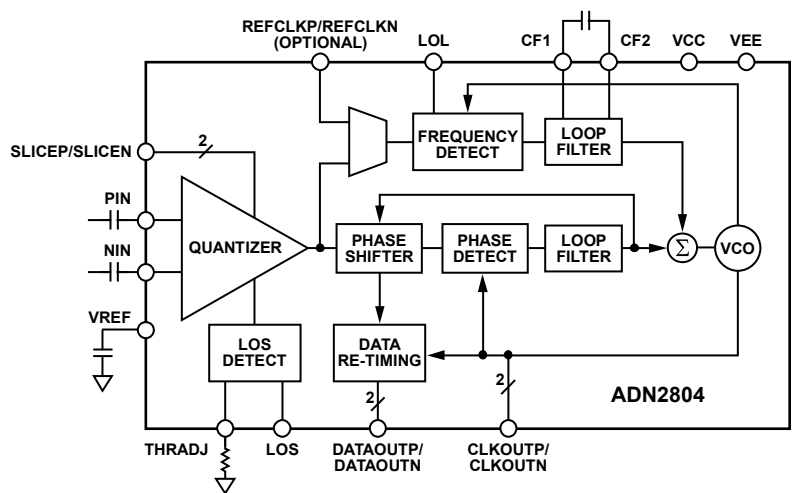 REFCLKP/REFCLKN
(OPTIONAL)
LOL
CF1
CF2
VCC
VEE
SLICEP/SLICEN
2
FREQUENCY
DETECT
LOOP
FILTER
PIN
NIN
QUANTIZER
PHASE
SHIFTER
PHASE
DETECT
LOOP
FILTER
Σ
VCO
VREF
LOS
DETECT
DATA
RE-TIMING
2
2
ADN2804
THRADJ
LOS
DATAOUTP/
DATAOUTN
CLKOUTP/
CLKOUTN